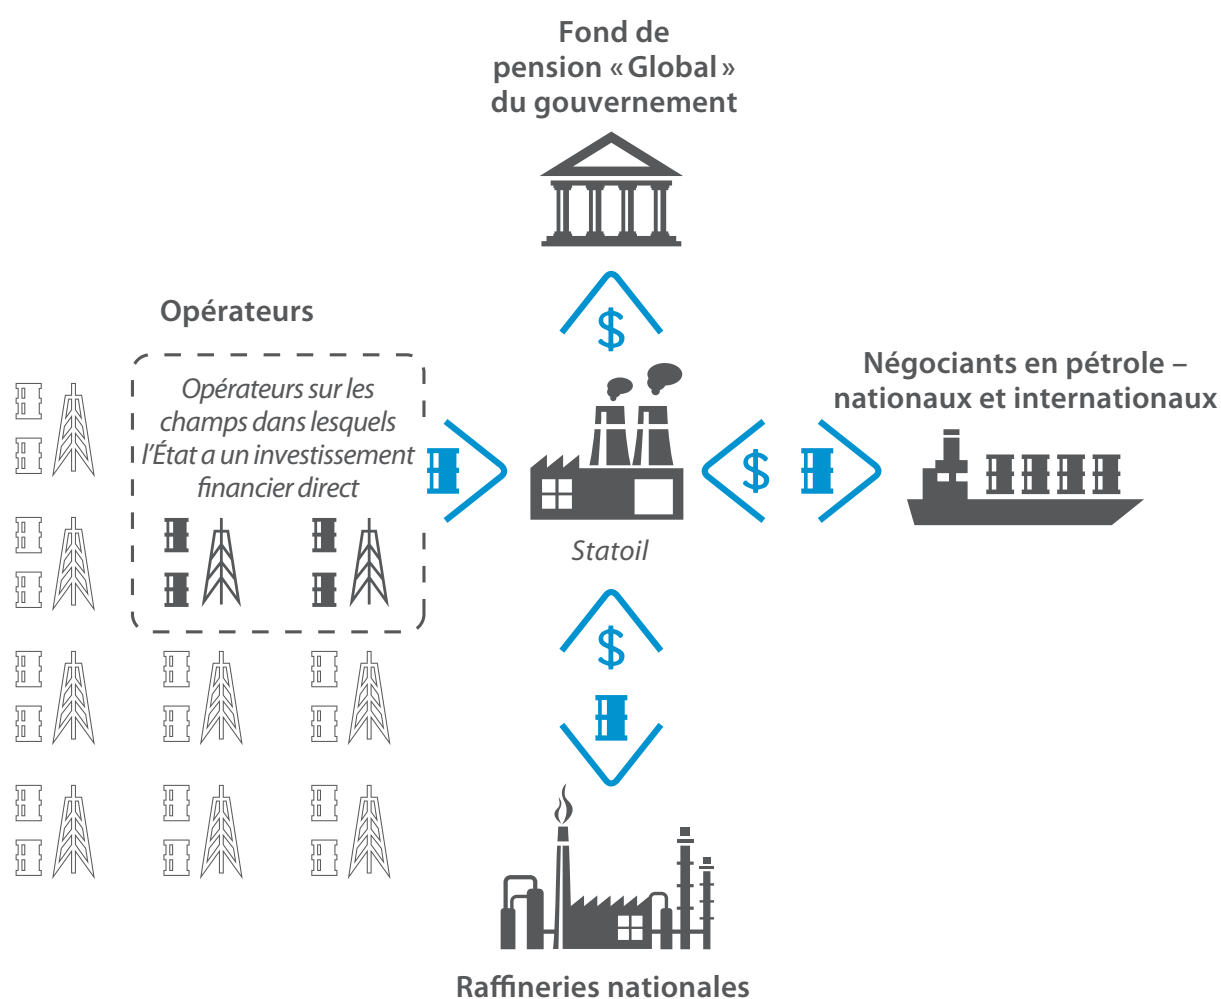 Fond de
pension « Global »
du gouvernement
Opérateurs
Opérateurs sur les
champs dans lesquels
l’État a un investissement
financier direct
$
Négociants en pétrole –
nationaux et internationaux
$
Statoil
$
Raffineries nationales